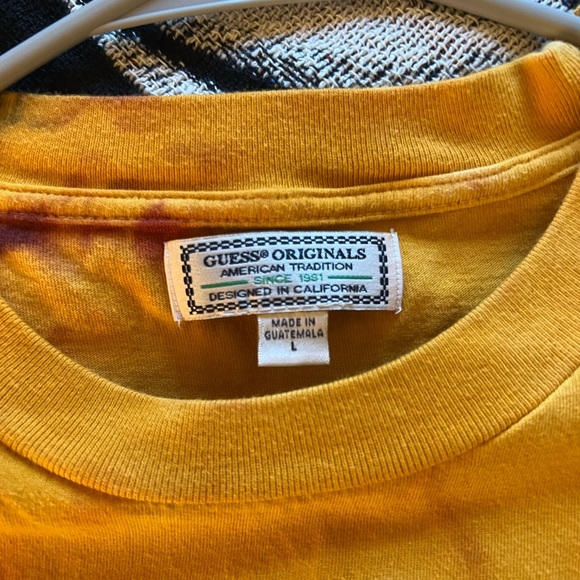 GUESS® ORIGINALS
AMERICAN TRADITION
SINCE 1981
DESIGNED IN CALIFORNIA
MADE IN
GUATEMALA
L